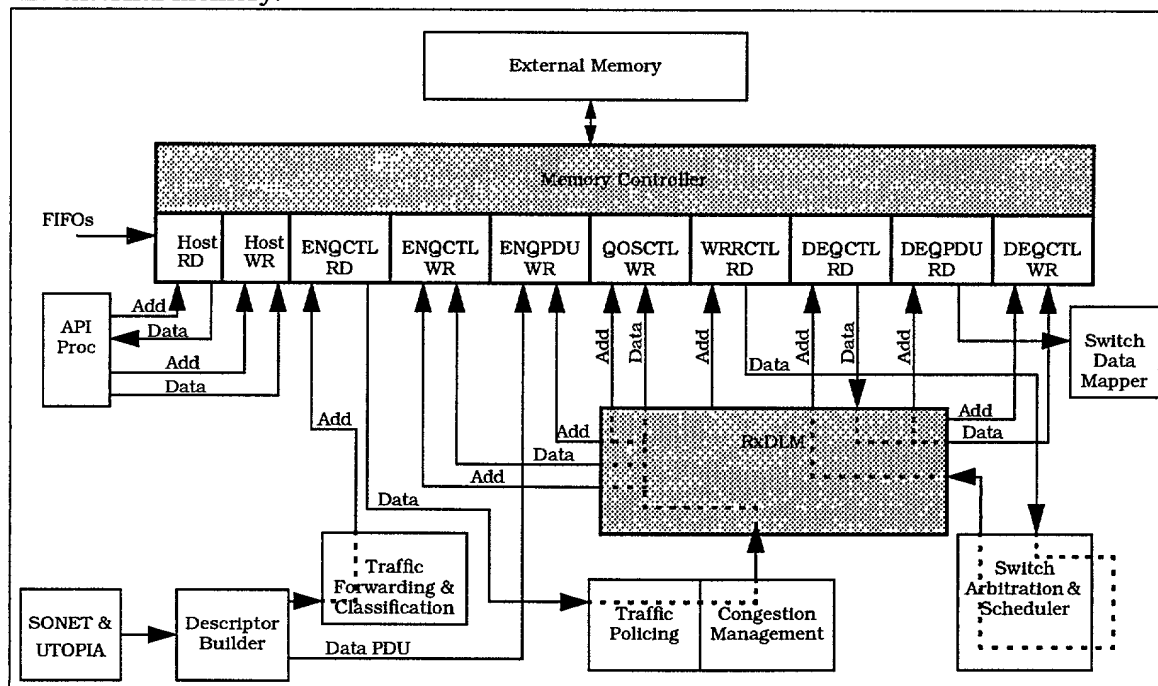 External Memory
Memory Controller
FIFOs
Host
RD
Host
WR
ENQCTL
RD
ENQCTL
WR
ENQPDU
WR
QOSCTL
WR
WRRCTL
RD
DEQCTL
RD
DEQPDU
RD
DEQCTL
WR
API
Proc
Add
Data
Add
Data
Add
Data
Add
Data
Add
Add
Data
Add
Data
Add
Data
Add
Data
Add
Add
Data
Switch
Data
Mapper
RxDLM
Traffic
Forwarding &
Classification
SONET &
UTOPIA
Descriptor
Builder
Data PDU
Traffic
Policing
Congestion
Management
Switch
Arbitration &
Scheduler